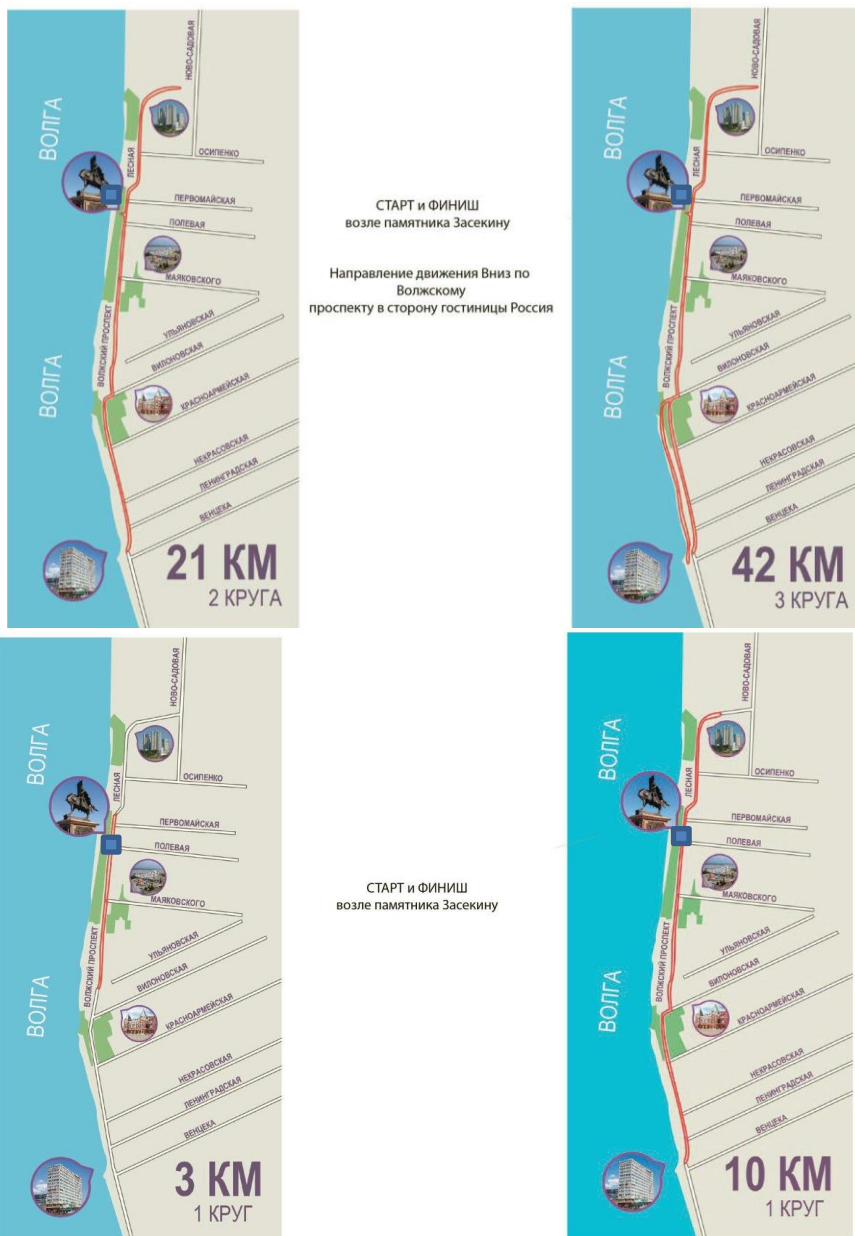 ВОЛГА
НОВО-САДОВАЯ
ЛЕСНАЯ
ОСИПЕНКО
ПЕРВОМАЙСКАЯ
ПОЛЕВАЯ
МАЯКОВСКОГО
УЛЬЯНОВСКАЯ
ВОЛЖСКИЙ ПРОСПЕКТ
ВИЛОНОВСКАЯ
ВОЛГА
КРАСНОАРМЕЙСКАЯ
НЕКРАСОВСКАЯ
ЛЕНИНГРАДСКАЯ
ВЕНЦЕКА
21 КМ
2 КРУГА
СТАРТ и ФИНИШ
возле памятника Засекину
Направление движения Вниз по
Волжскому
проспекту в сторону гостиницы Россия
ВОЛГА
НОВО-САДОВАЯ
ЛЕСНАЯ
ОСИПЕНКО
ПЕРВОМАЙСКАЯ
ПОЛЕВАЯ
МАЯКОВСКОГО
УЛЬЯНОВСКАЯ
ВОЛЖСКИЙ ПРОСПЕКТ
ВИЛОНОВСКАЯ
ВОЛГА
КРАСНОАРМЕЙСКАЯ
НЕКРАСОВСКАЯ
ЛЕНИНГРАДСКАЯ
ВЕНЦЕКА
42 КМ
3 КРУГА
ВОЛГА
НОВО-САДОВАЯ
ЛЕСНАЯ
ОСИПЕНКО
ПЕРВОМАЙСКАЯ
ПОЛЕВАЯ
МАЯКОВСКОГО
УЛЬЯНОВСКАЯ
ВОЛЖСКИЙ ПРОСПЕКТ
ВИЛОНОВСКАЯ
ВОЛГА
КРАСНОАРМЕЙСКАЯ
НЕКРАСОВСКАЯ
ЛЕНИНГРАДСКАЯ
ВЕНЦЕКА
3 КМ
1 КРУГ
СТАРТ и ФИНИШ
возле памятника Засекину
ВОЛГА
НОВО-САДОВАЯ
ЛЕСНАЯ
ОСИПЕНКО
ПЕРВОМАЙСКАЯ
ПОЛЕВАЯ
МАЯКОВСКОГО
УЛЬЯНОВСКАЯ
ВОЛЖСКИЙ ПРОСПЕКТ
ВИЛОНОВСКАЯ
ВОЛГА
КРАСНОАРМЕЙСКАЯ
НЕКРАСОВСКАЯ
ЛЕНИНГРАДСКАЯ
ВЕНЦЕКА
10 КМ
1 КРУГ